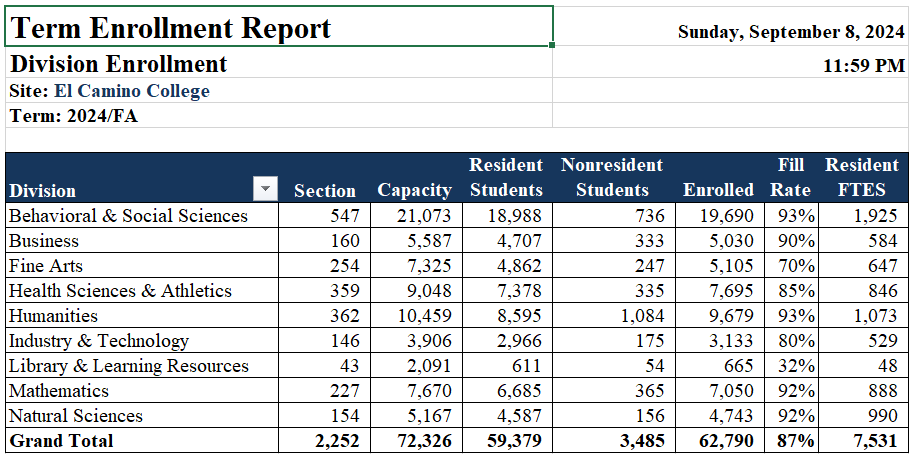 Term Enrollment Report
Sunday, September 8, 2024
Division Enrollment
11:59 PM
Site: El Camino College
Term: 2024/FA
Division Section Capacity Resident Students Nonresident Students Enrolled Fill Rate Resident FTES
Behavioral & Social Sciences 547 21,073 18,988 736 19,690 93% 1,925
Business 160 5,587 4,707 333 5,030 90% 584
Fine Arts 254 7,325 4,862 247 5,105 70% 647
Health Sciences & Athletics 359 9,048 7,378 335 7,695 85% 846
Humanities 362 10,459 8,595 1,084 9,679 93% 1,073
Industry & Technology 146 3,906 2,966 175 3,133 80% 529
Library & Learning Resources 43 2,091 611 54 665 32% 48
Mathematics 227 7,670 6,685 365 7,050 92% 888
Natural Sciences 154 5,167 4,587 156 4,743 92% 990
Grand Total 2,252 72,326 59,379 3,485 62,790 87% 7,531